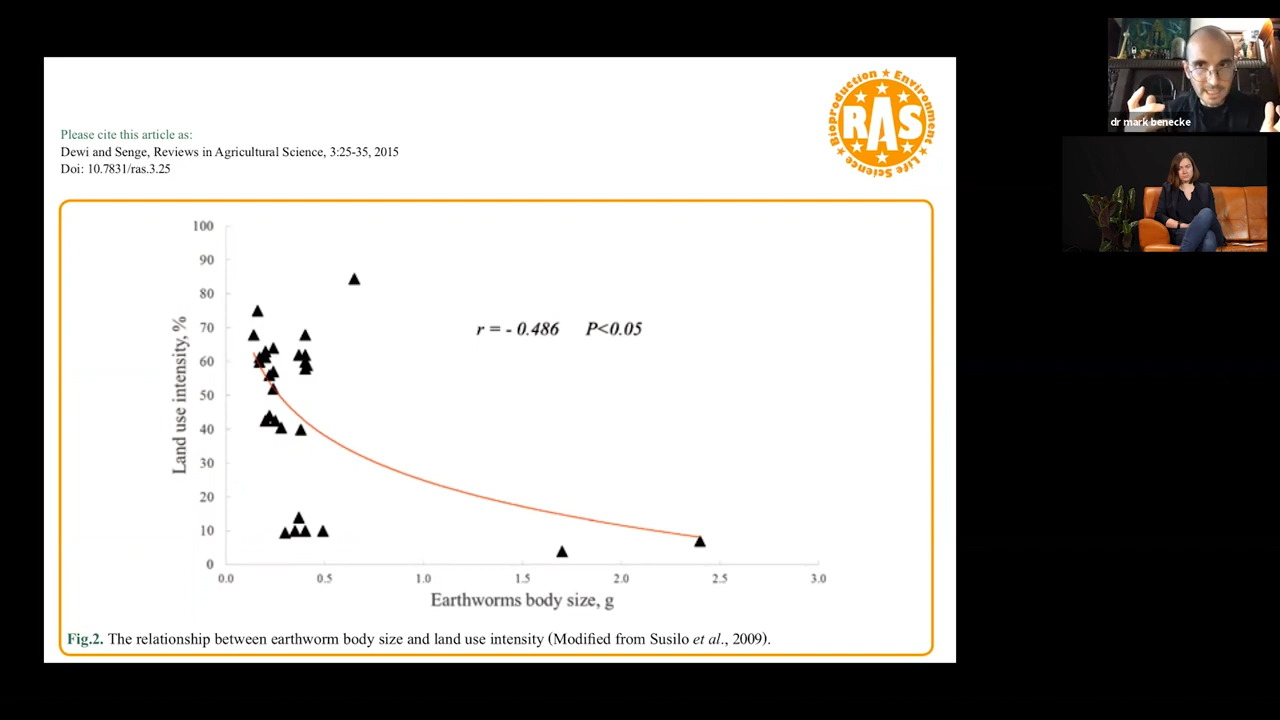 Please cite this article as:
Dewi and Senge, Reviews in Agricultural Science, 3:25-35, 2015
Doi: 10.7831/ras.3.25
Bioproduction ★ Environment ★ Life Science ★
RAS
dr mark benecke
100
90
80
70
60
50
40
30
20
10
0
Land use intensity, %
r = - 0.486 P<0.05
0.0 0.5 1.0 1.5 2.0 2.5 3.0
Earthworms body size, g
Fig.2. The relationship between earthworm body size and land use intensity (Modified from Susilo et al., 2009).